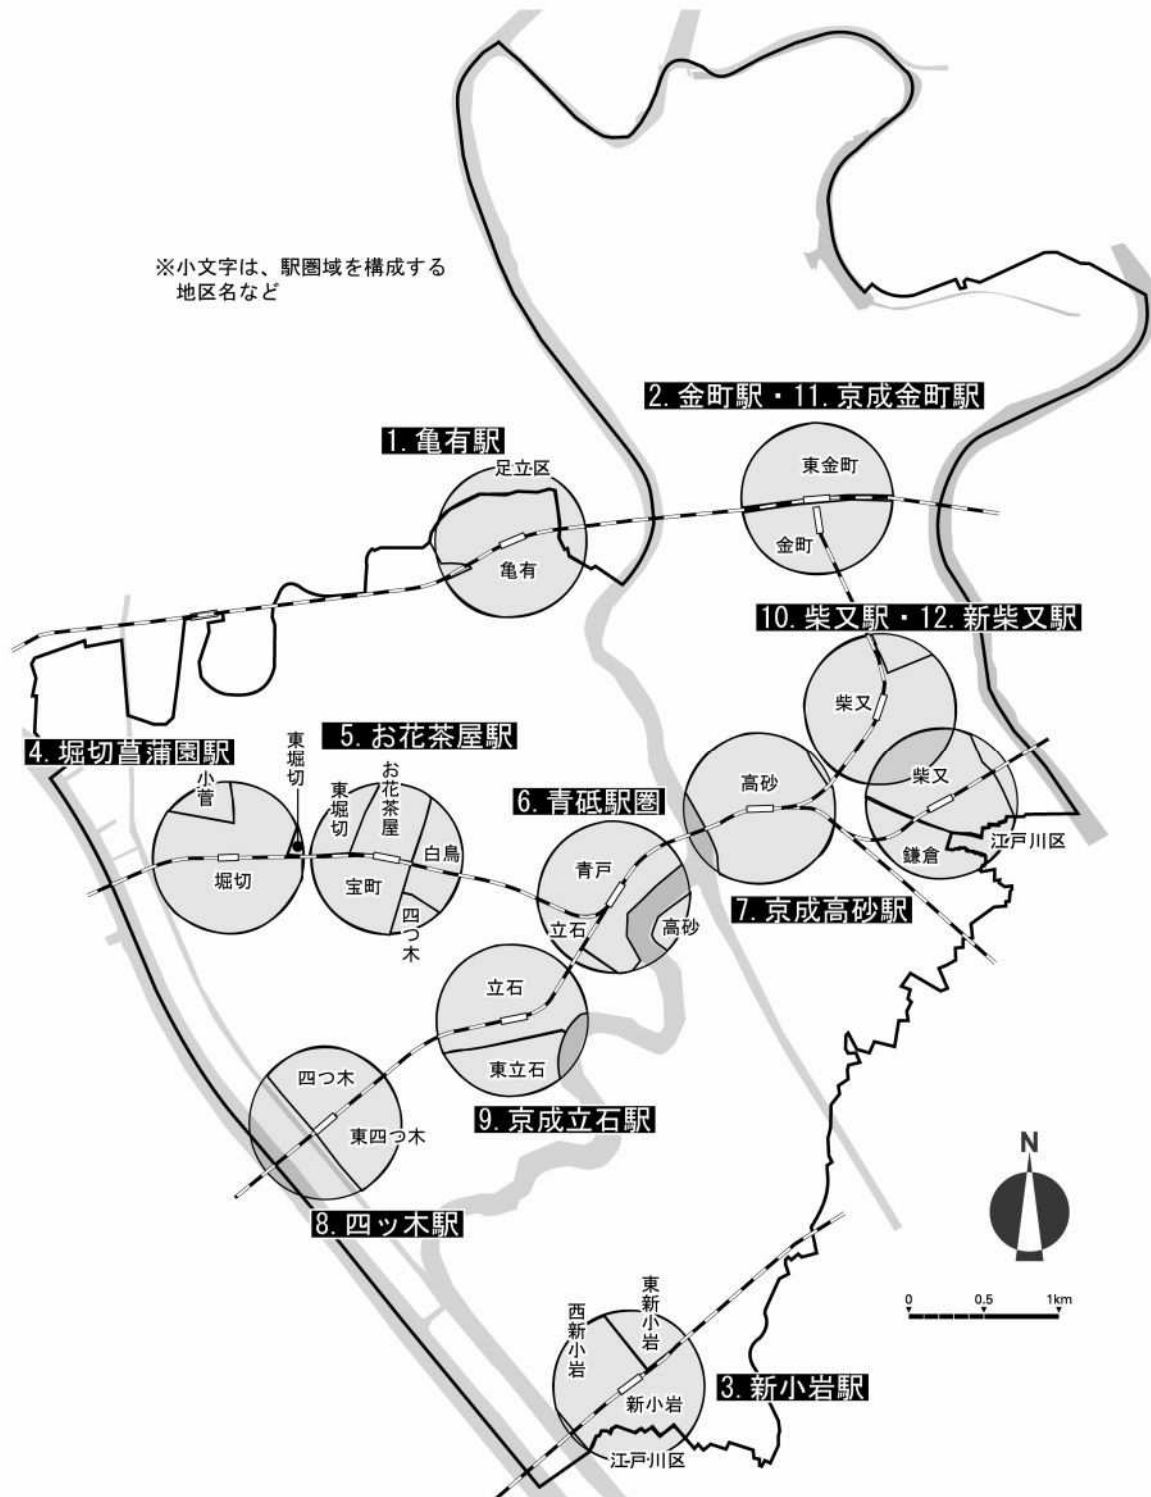 ※小文字は、駅圏域を構成する
地区名など
2.金町駅・11.京成金町駅
1.亀有駅
足立区
東金町
金町
亀有
10.柴又駅・12.新柴又駅
柴又
4.堀切菖蒲園駅
東堀切
5.お花茶屋駅
小菅
お花茶屋
東堀切
6.青砥駅圏
高砂
柴又
白鳥
青戸
江戸川区
鎌倉
堀切
宝町
四つ木
立石
高砂
7.京成高砂駅
立石
東立石
四つ木
東四つ木
9.京成立石駅
8.四ッ木駅
N
0 0.5 1km
東新小岩
西新小岩
3.新小岩駅
新小岩
江戸川区